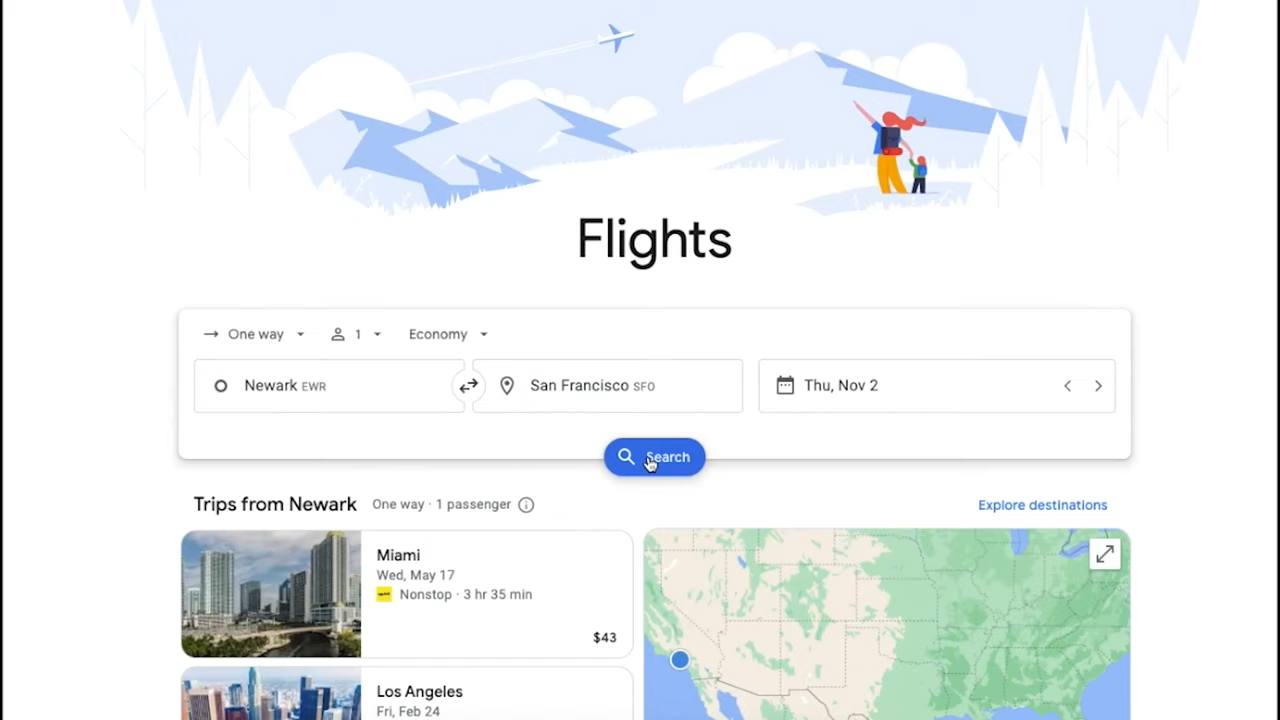 Flights
One way 1 Economy
Newark EWR San Francisco SFO Thu, Nov 2
Search
Trips from Newark One way · 1 passenger Explore destinations
Miami
Wed, May 17
Nonstop · 3 hr 35 min
$43
Los Angeles
Fri, Feb 24